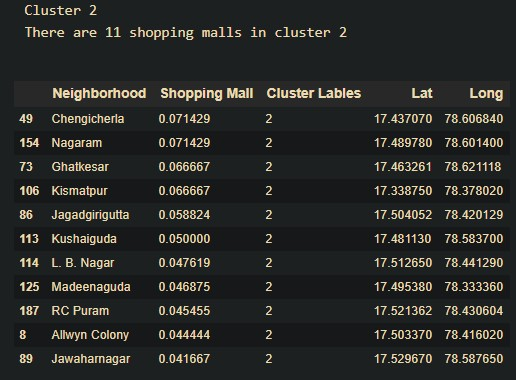 Cluster 2
There are 11 shopping malls in cluster 2
Neighborhood Shopping Mall Cluster Lables Lat Long
49 Chengicherla 0.071429 2 17.437070 78.606840
154 Nagaram 0.071429 2 17.489780 78.601400
73 Ghatkesar 0.066667 2 17.463261 78.621118
106 Kismatpur 0.066667 2 17.338750 78.378020
86 Jagadgirigutta 0.058824 2 17.504052 78.420129
113 Kushaiguda 0.050000 2 17.481130 78.583700
114 L. B. Nagar 0.047619 2 17.512650 78.441290
125 Madeenaguda 0.046875 2 17.495380 78.333360
187 RC Puram 0.045455 2 17.521362 78.430604
8 Allwyn Colony 0.044444 2 17.503370 78.416020
89 Jawaharnagar 0.041667 2 17.529670 78.587650